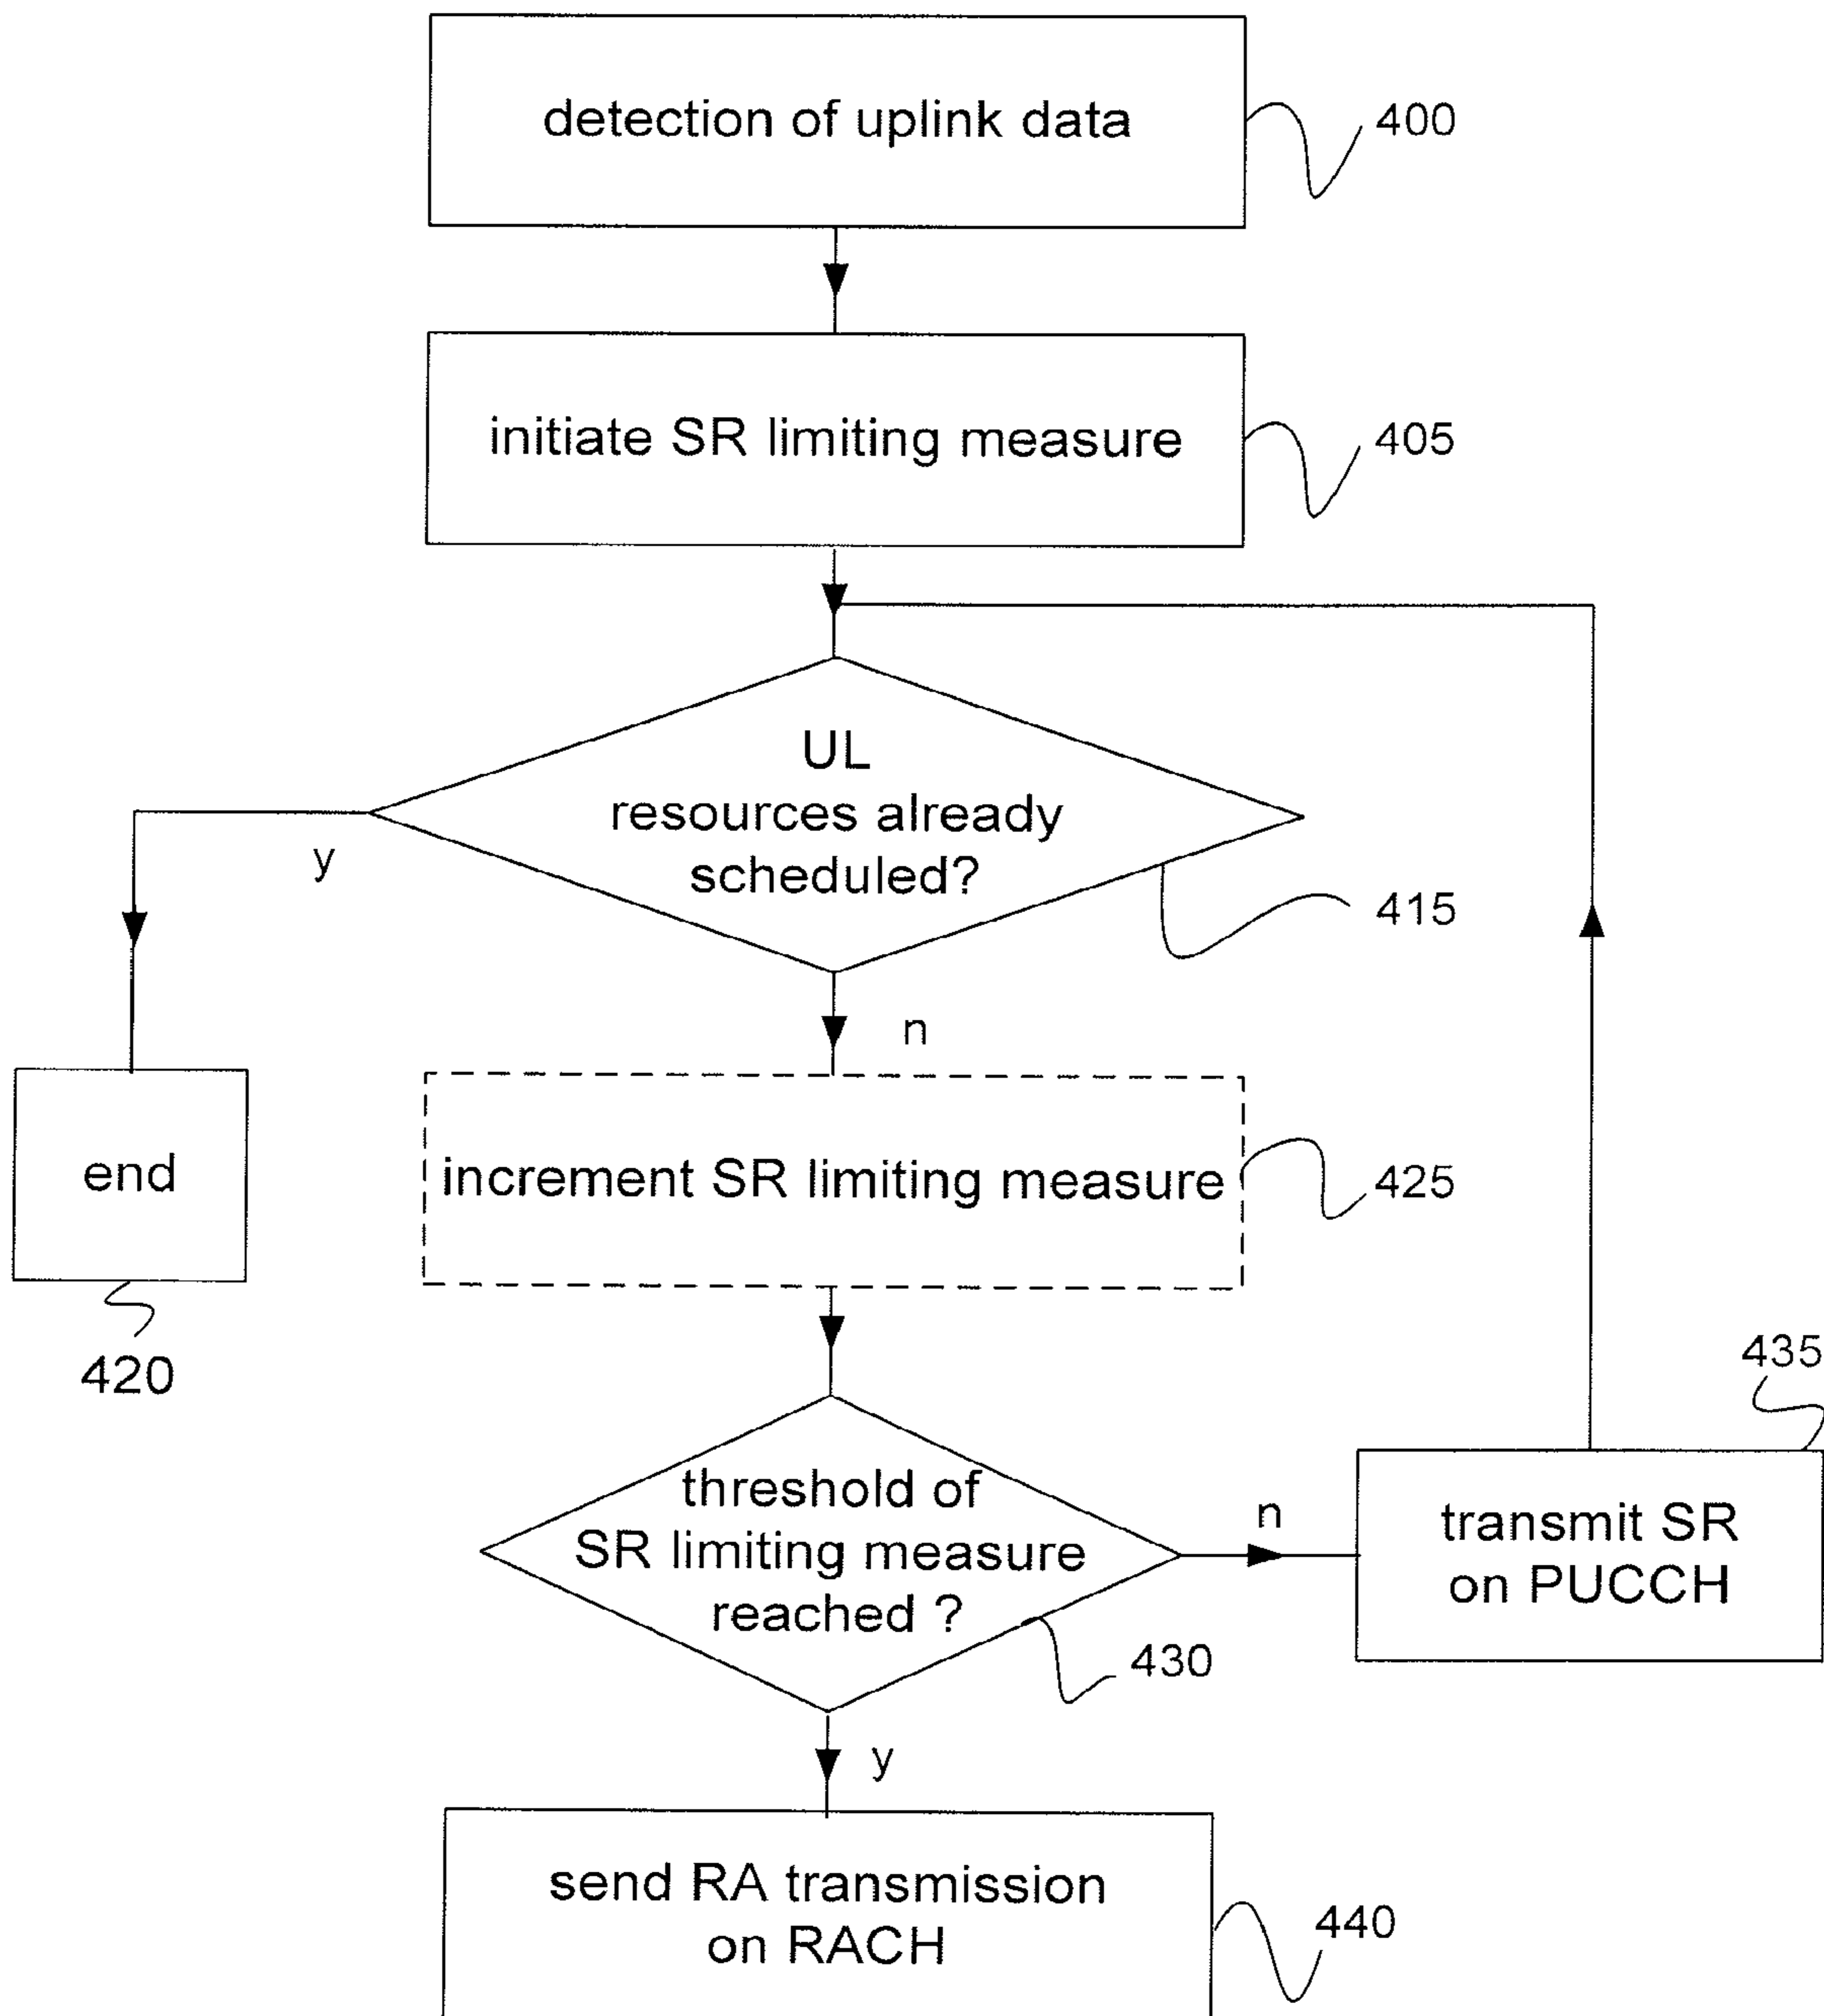 detection of uplink data
400
initiate SR limiting measure
405
UL
resources already
scheduled?
415
y
n
end
420
increment SR limiting measure
425
threshold of
SR limiting measure
reached ?
430
n
435
transmit SR
on PUCCH
y
send RA transmission
on RACH
440